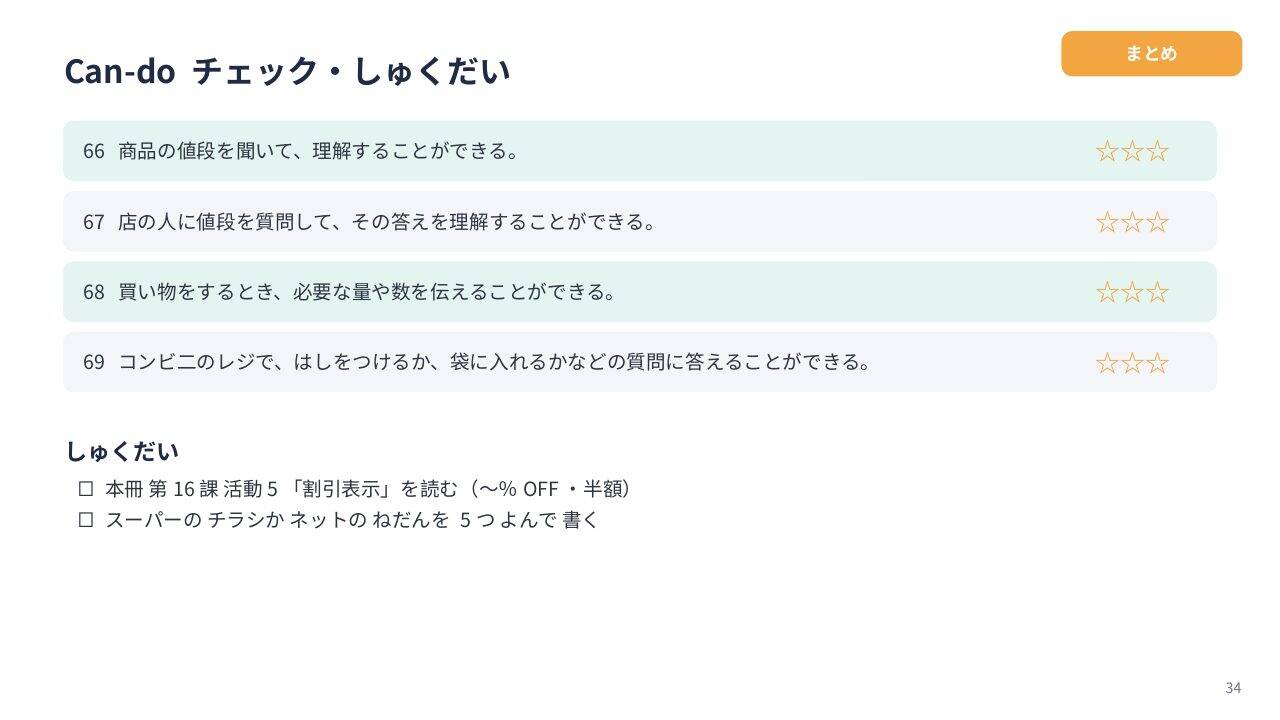 まとめ
Can-do チェック・しゅくだい
66 商品の値段を聞いて、理解することができる。 ☆☆☆
67 店の人に値段を質問して、その答えを理解することができる。 ☆☆☆
68 買い物をするとき、必要な量や数を伝えることができる。 ☆☆☆
69 コンビニのレジで、はしをつけるか、袋に入れるかなどの質問に答えることができる。 ☆☆☆
しゅくだい
☐ 本冊 第 16 課 活動 5 「割引表示」を読む（～% OFF ・半額）
☐ スーパーの チラシか ネットの ねだんを 5 つ よんで 書く
34